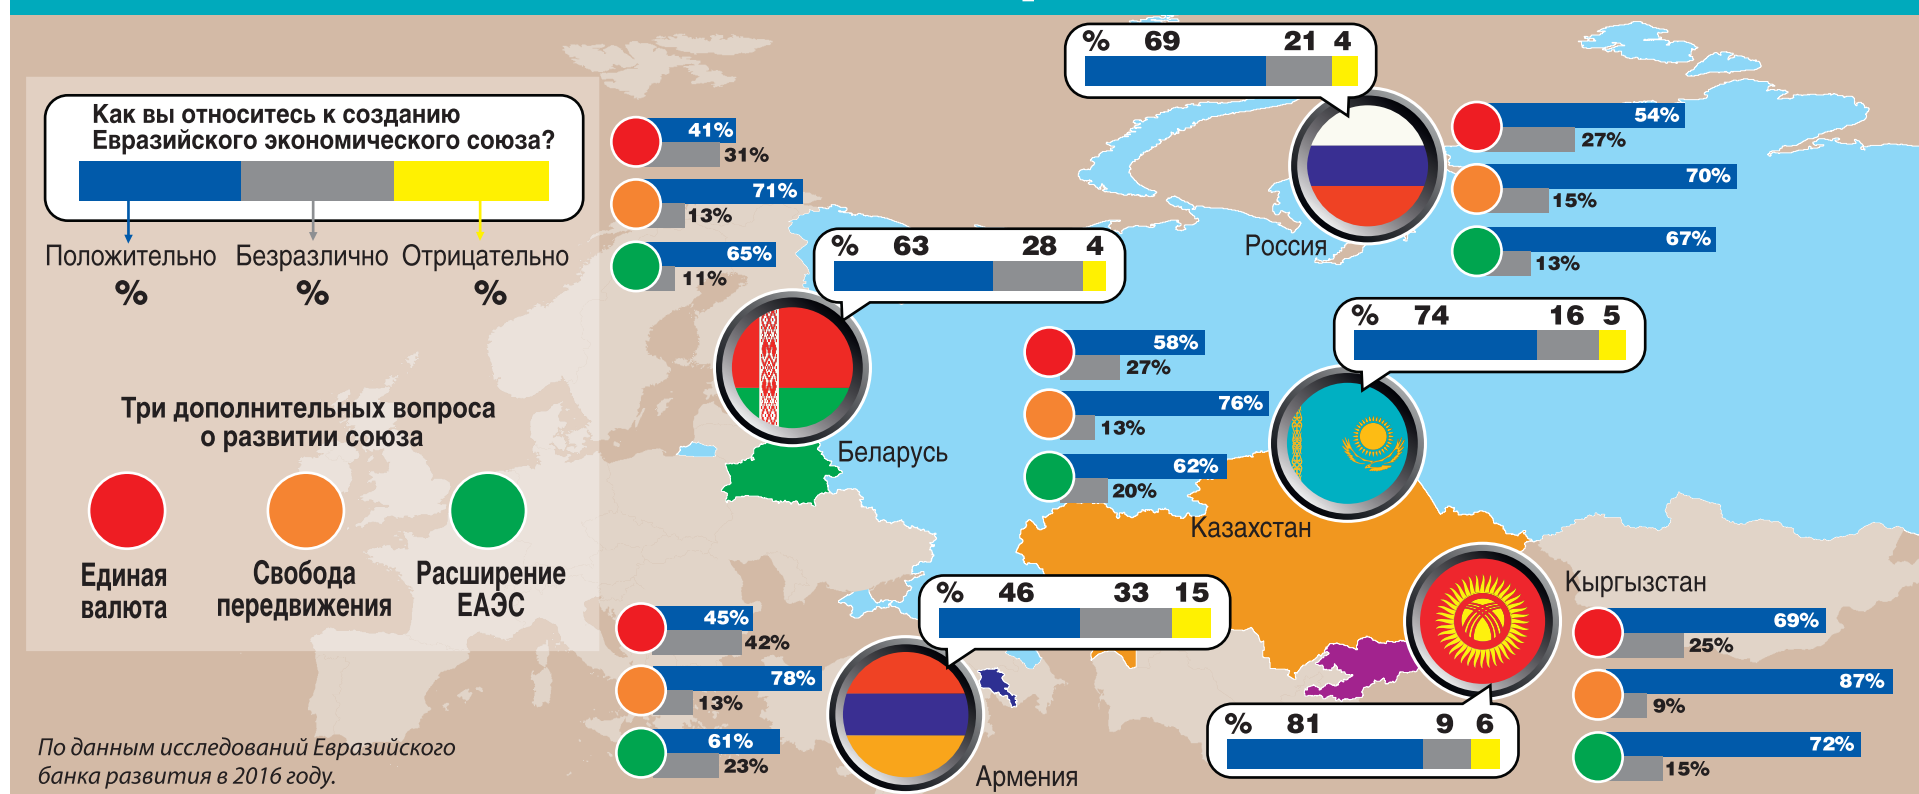 Как вы относитесь к созданию
Евразийского экономического союза?
Положительно Безразлично Отрицательно
% % %
Три дополнительных вопроса
о развитии союза
Единая
валюта
Свобода
передвижения
Расширение
ЕАЭС
По данным исследований Евразийского
банка развития в 2016 году.
41%
31%
71%
13%
65%
11%
% 63 28 4
Беларусь
% 69 21 4
Россия
54%
27%
70%
15%
67%
13%
58%
27%
76%
13%
62%
20%
% 74 16 5
Казахстан
45%
42%
78%
13%
61%
23%
% 46 33 15
Армения
Кыргызстан
69%
25%
87%
9%
72%
15%
% 81 9 6